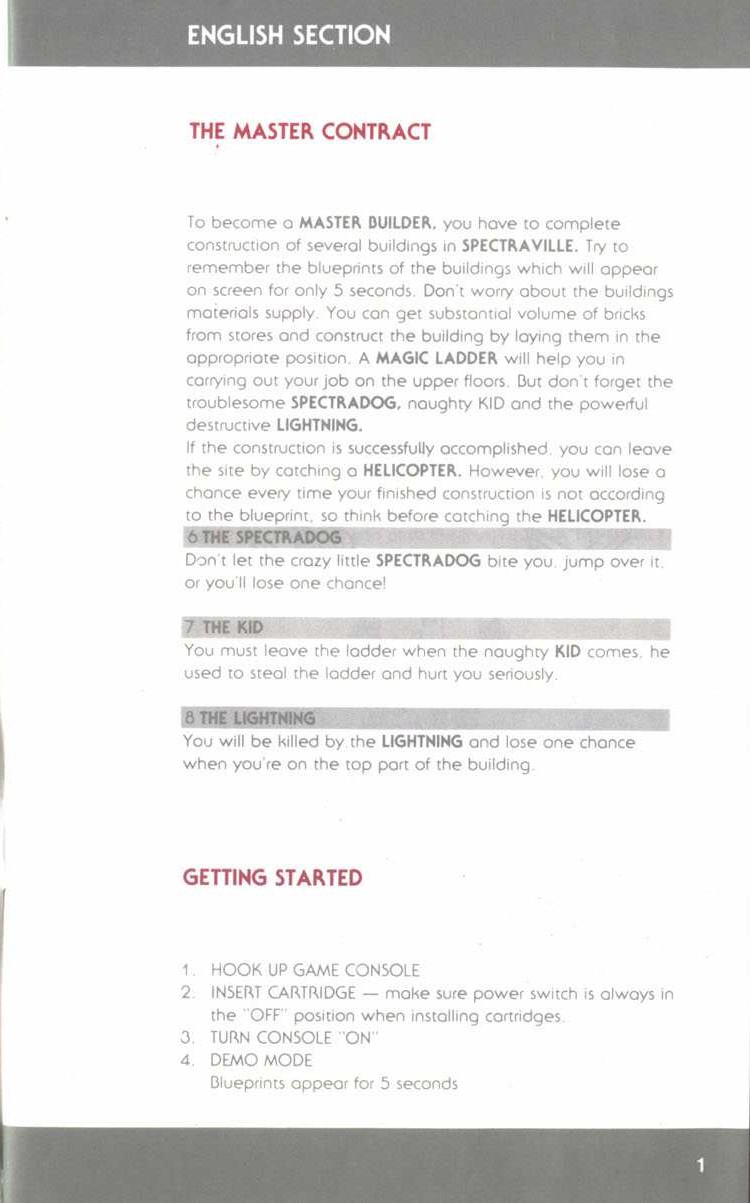 ENGLISH SECTION
THE MASTER CONTRACT
To become a MASTER BUILDER, you have to complete
construction of several buildings in SPECTRAVILLE. Try to
remember the blueprints of the buildings which will appear
on screen for only 5 seconds. Don't worry about the buildings
materials supply. You can get substantial volume of bricks
from stores and construct the building by laying them in the
appropriate position. A MAGIC LADDER will help you in
carrying out your job on the upper floors. But don't forget the
troublesome SPECTRADOG, naughty KID and the powerful
destructive LIGHTNING.
If the construction is successfully accomplished, you can leave
the site by catching a HELICOPTER. However, you will lose a
chance every time your finished construction is not according
to the blueprint, so think before catching the HELICOPTER.
6 THE SPECTRADOG
Don't let the crazy little SPECTRADOG bite you, jump over it,
or you'll lose one chance!
7 THE KID
You must leave the ladder when the naughty KID comes, he
used to steal the ladder and hurt you seriously.
8 THE LIGHTNING
You will be killed by the LIGHTNING and lose one chance
when you're on the top part of the building.
GETTING STARTED
1. HOOK UP GAME CONSOLE
2. INSERT CARTRIDGE — make sure power switch is always in
the "OFF" position when installing cartridges.
3. TURN CONSOLE "ON"
4. DEMO MODE
Blueprints appear for 5 seconds
1